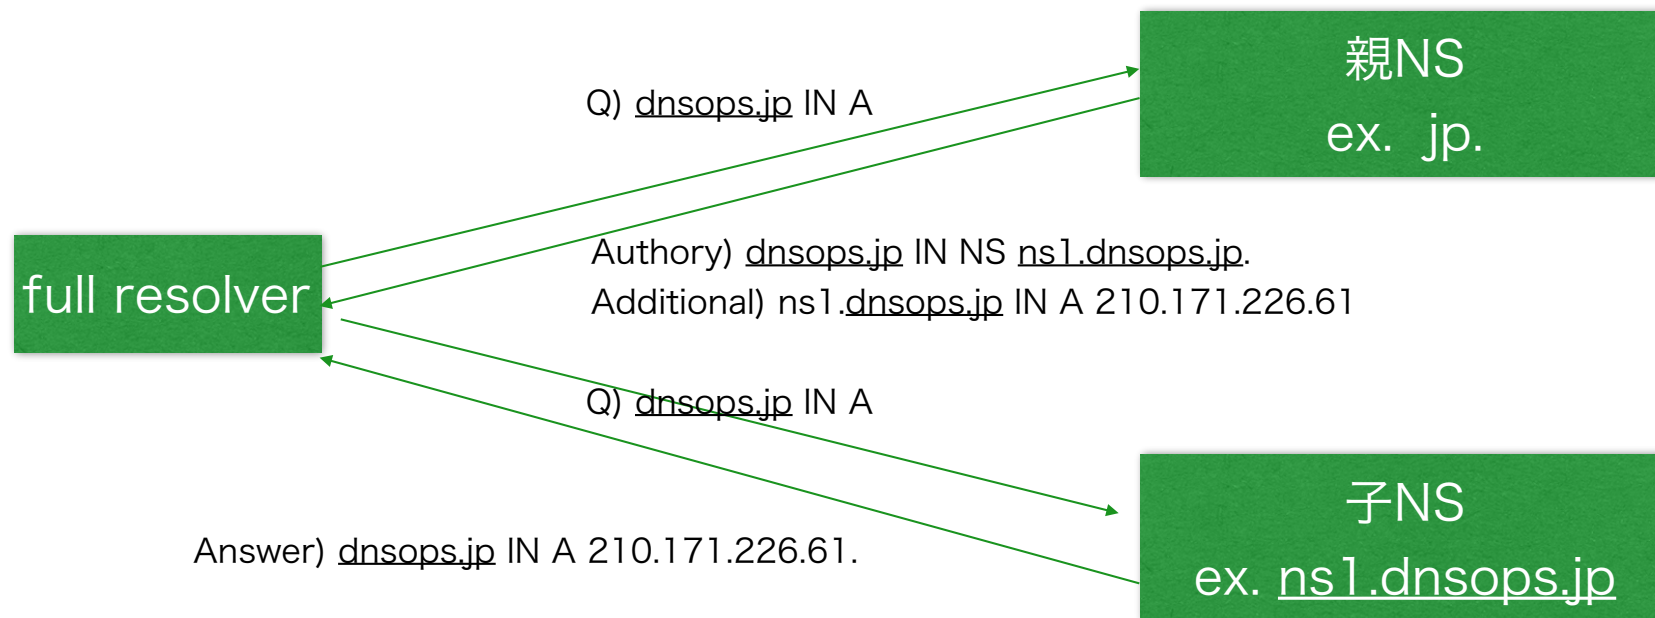 親NS
ex. jp.
Q) dnsops.jp IN A
full resolver
Authory) dnsops.jp IN NS ns1.dnsops.jp.
Additional) ns1.dnsops.jp IN A 210.171.226.61
Q) dnsops.jp IN A
子NS
ex. ns1.dnsops.jp
Answer) dnsops.jp IN A 210.171.226.61.